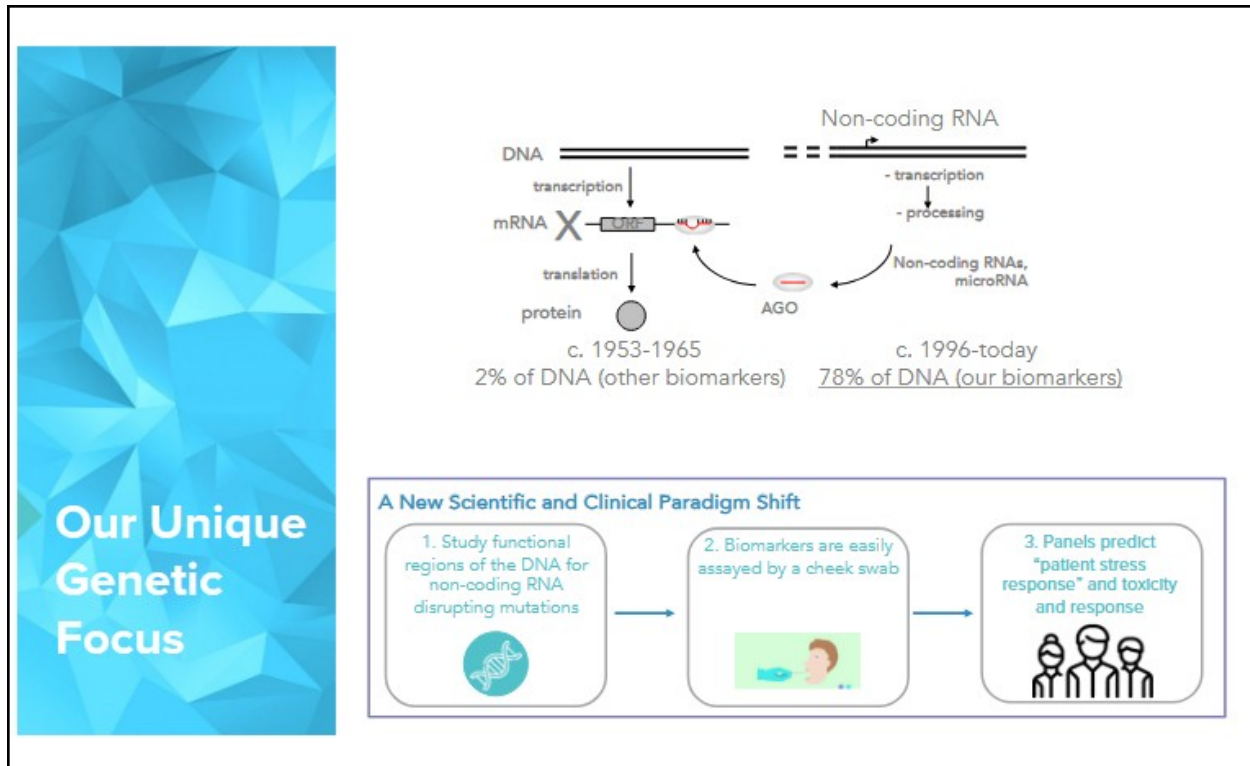 Our Unique
Genetic
Focus
Non-coding RNA
DNA
transcription
mRNA
X
ORF
translation
protein
- transcription
- processing
Non-coding RNAs,
microRNA
AGO
c. 1953-1965
2% of DNA (other biomarkers)
c. 1996-today
78% of DNA (our biomarkers)
A New Scientific and Clinical Paradigm Shift
1. Study functional
regions of the DNA for
non-coding RNA
disrupting mutations
2. Biomarkers are easily
assayed by a cheek swab
3. Panels predict
"patient stress
response" and toxicity
and response